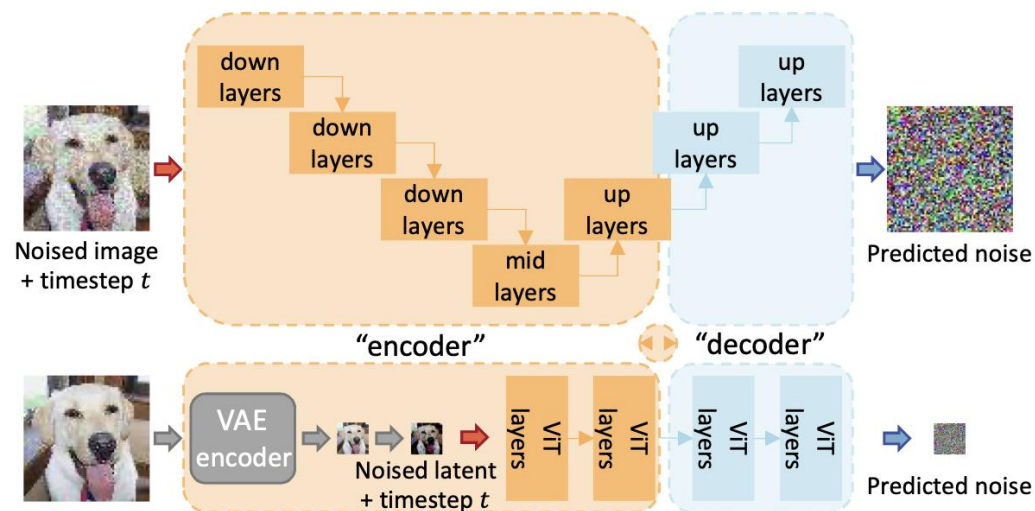 down
layers
down
layers
down
layers
mid
layers
up
layers
up
layers
up
layers
Noised image
+ timestep t
Predicted noise
“encoder”
“decoder”
VAE
encoder
Noised latent
+ timestep t
ViT
layers
ViT
layers
ViT
layers
ViT
layers
Predicted noise